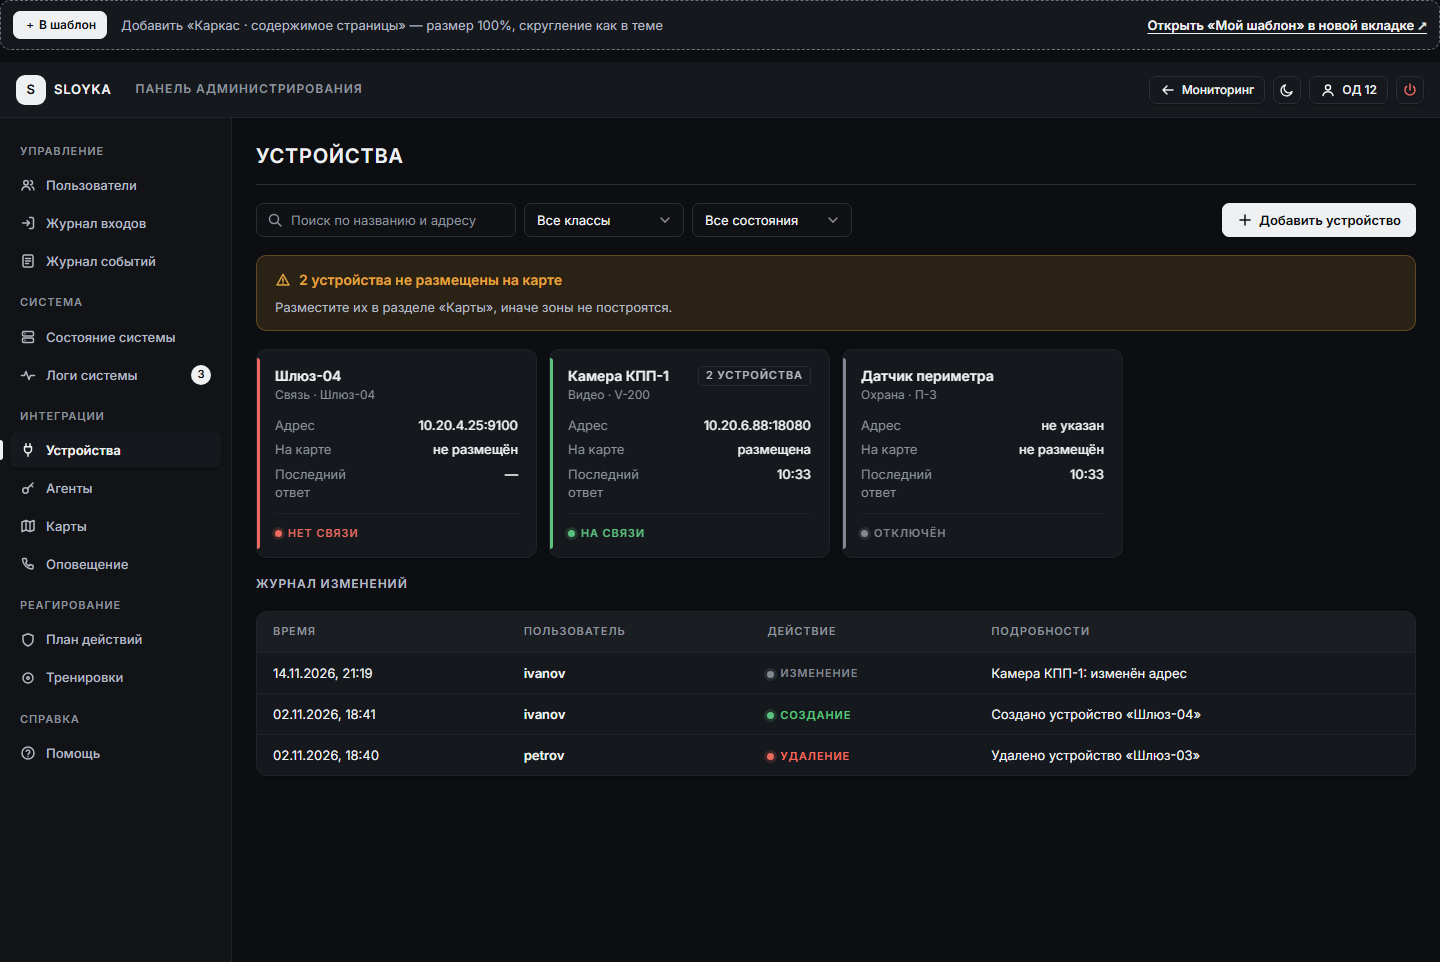 + В шаблон
Добавить «Каркас · содержимое страницы» — размер 100%, скругление как в теме
Открыть «Мой шаблон» в новой вкладке ↗
S SLOYKA
ПАНЕЛЬ АДМИНИСТРИРОВАНИЯ
← Мониторинг
ОД 12
УПРАВЛЕНИЕ
Пользователи
Журнал входов
Журнал событий
СИСТЕМА
Состояние системы
Логи системы 3
ИНТЕГРАЦИИ
Устройства
Агенты
Карты
Оповещение
РЕАГИРОВАНИЕ
План действий
Тренировки
СПРАВКА
Помощь
УСТРОЙСТВА
Поиск по названию и адресу
Все классы
Все состояния
+ Добавить устройство
2 устройства не размещены на карте
Разместите их в разделе «Карты», иначе зоны не построятся.
Шлюз-04
Связь · Шлюз-04
Адрес 10.20.4.25:9100
На карте не размещён
Последний ответ —
НЕТ СВЯЗИ
Камера КПП-1 2 УСТРОЙСТВА
Видео · V-200
Адрес 10.20.6.88:18080
На карте размещена
Последний ответ 10:33
НА СВЯЗИ
Датчик периметра
Охрана · П-3
Адрес не указан
На карте не размещён
Последний ответ 10:33
ОТКЛЮЧЁН
ЖУРНАЛ ИЗМЕНЕНИЙ
ВРЕМЯ ПОЛЬЗОВАТЕЛЬ ДЕЙСТВИЕ ПОДРОБНОСТИ
14.11.2026, 21:19 ivanov ИЗМЕНЕНИЕ Камера КПП-1: изменён адрес
02.11.2026, 18:41 ivanov СОЗДАНИЕ Создано устройство «Шлюз-04»
02.11.2026, 18:40 petrov УДАЛЕНИЕ Удалено устройство «Шлюз-03»